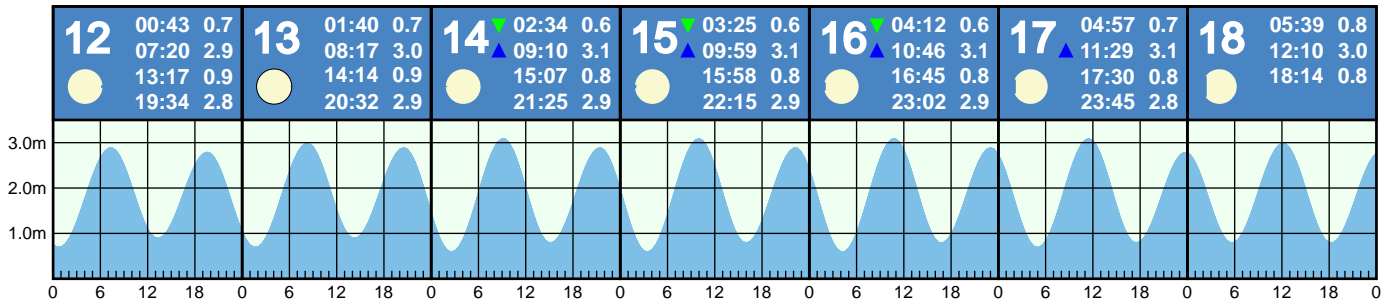 12
00:43 0.7
07:20 2.9
13:17 0.9
19:34 2.8
13
01:40 0.7
08:17 3.0
14:14 0.9
20:32 2.9
14
▼ 02:34 0.6
▲ 09:10 3.1
15:07 0.8
21:25 2.9
15
▼ 03:25 0.6
▲ 09:59 3.1
15:58 0.8
22:15 2.9
16
▼ 04:12 0.6
▲ 10:46 3.1
16:45 0.8
23:02 2.9
17
04:57 0.7
▲ 11:29 3.1
17:30 0.8
23:45 2.8
18
05:39 0.8
12:10 3.0
18:14 0.8
3.0m
2.0m
1.0m
0 6 12 18 0 6 12 18 0 6 12 18 0 6 12 18 0 6 12 18 0 6 12 18 0 6 12 18 0